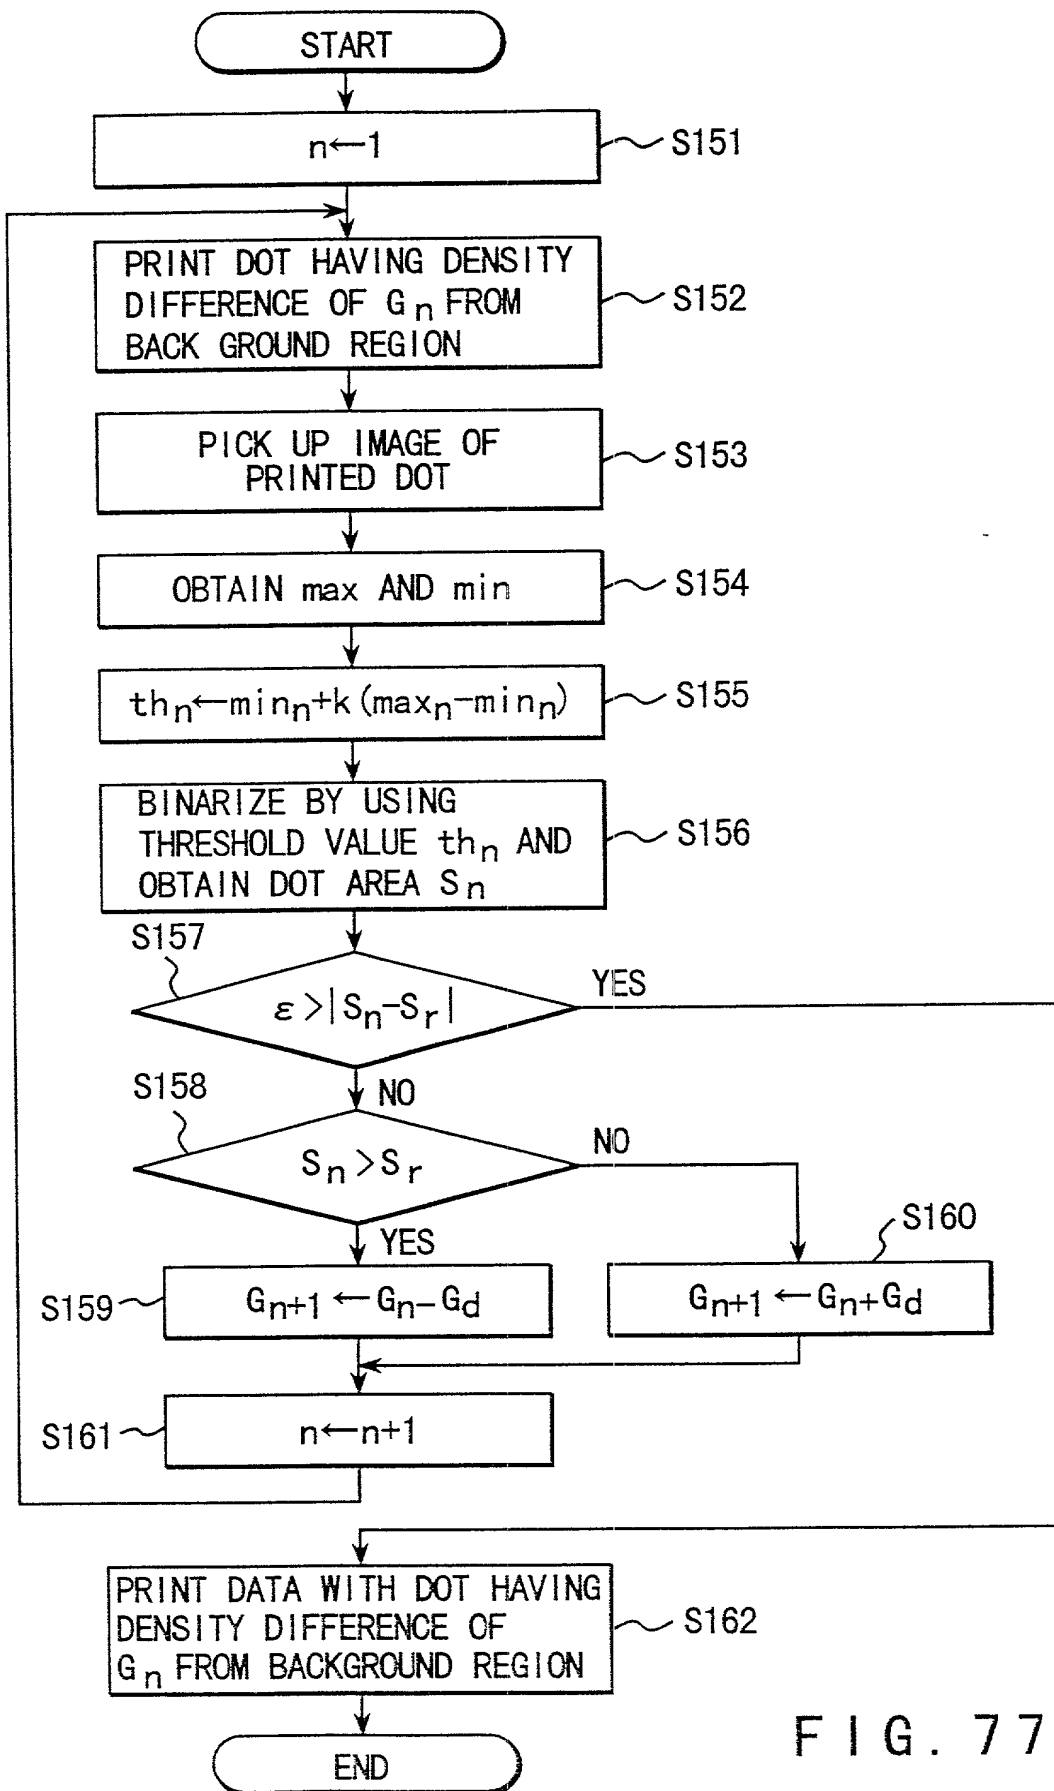 START
n←1
S151
PRINT DOT HAVING DENSITY
DIFFERENCE OF Gn FROM
BACK GROUND REGION
S152
PICK UP IMAGE OF
PRINTED DOT
S153
OBTAIN max AND min
S154
thn←minn+k(maxn-minn)
S155
BINARIZE BY USING
THRESHOLD VALUE thn AND
OBTAIN DOT AREA Sn
S156
S157
ε>|Sn-Sr|
YES
NO
S158
Sn>Sr
NO
YES
S159
Gn+1←Gn-Gd
S160
Gn+1←Gn+Gd
S161
n←n+1
PRINT DATA WITH DOT HAVING
DENSITY DIFFERENCE OF
Gn FROM BACKGROUND REGION
S162
END
FIG. 77